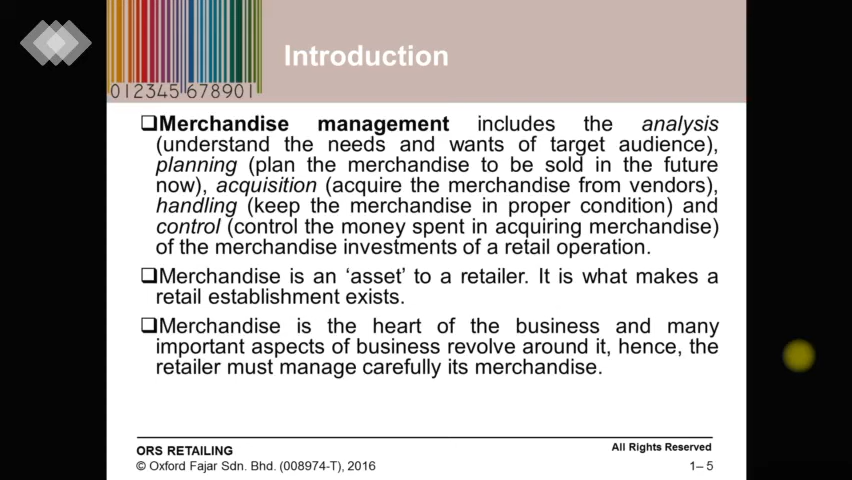 Introduction
012345 678901
❑Merchandise management includes the analysis
(understand the needs and wants of target audience),
planning (plan the merchandise to be sold in the future
now), acquisition (acquire the merchandise from vendors),
handling (keep the merchandise in proper condition) and
control (control the money spent in acquiring merchandise)
of the merchandise investments of a retail operation.
❑Merchandise is an ‘asset’ to a retailer. It is what makes a
retail establishment exists.
❑Merchandise is the heart of the business and many
important aspects of business revolve around it, hence, the
retailer must manage carefully its merchandise.
ORS RETAILING
All Rights Reserved
© Oxford Fajar Sdn. Bhd. (008974-T), 2016
1– 5